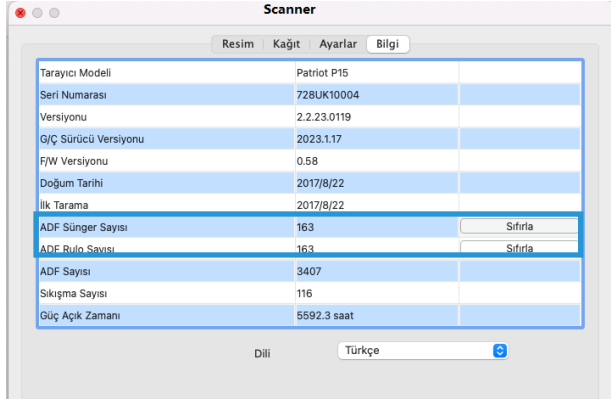 Scanner
Resim Kağıt Ayarlar Bilgi
Tarayıcı Modeli Patriot P15
Seri Numarası 728UK10004
Versiyonu 2.2.23.0119
G/Ç Sürücü Versiyonu 2023.1.17
F/W Versiyonu 0.58
Doğum Tarihi 2017/8/22
İlk Tarama 2017/8/22
ADF Sünger Sayısı 163 Sıfırla
ADF Rulo Sayısı 163 Sıfırla
ADF Sayısı 3407
Sıkışma Sayısı 116
Güç Açık Zamanı 5592.3 saat
Dili Türkçe